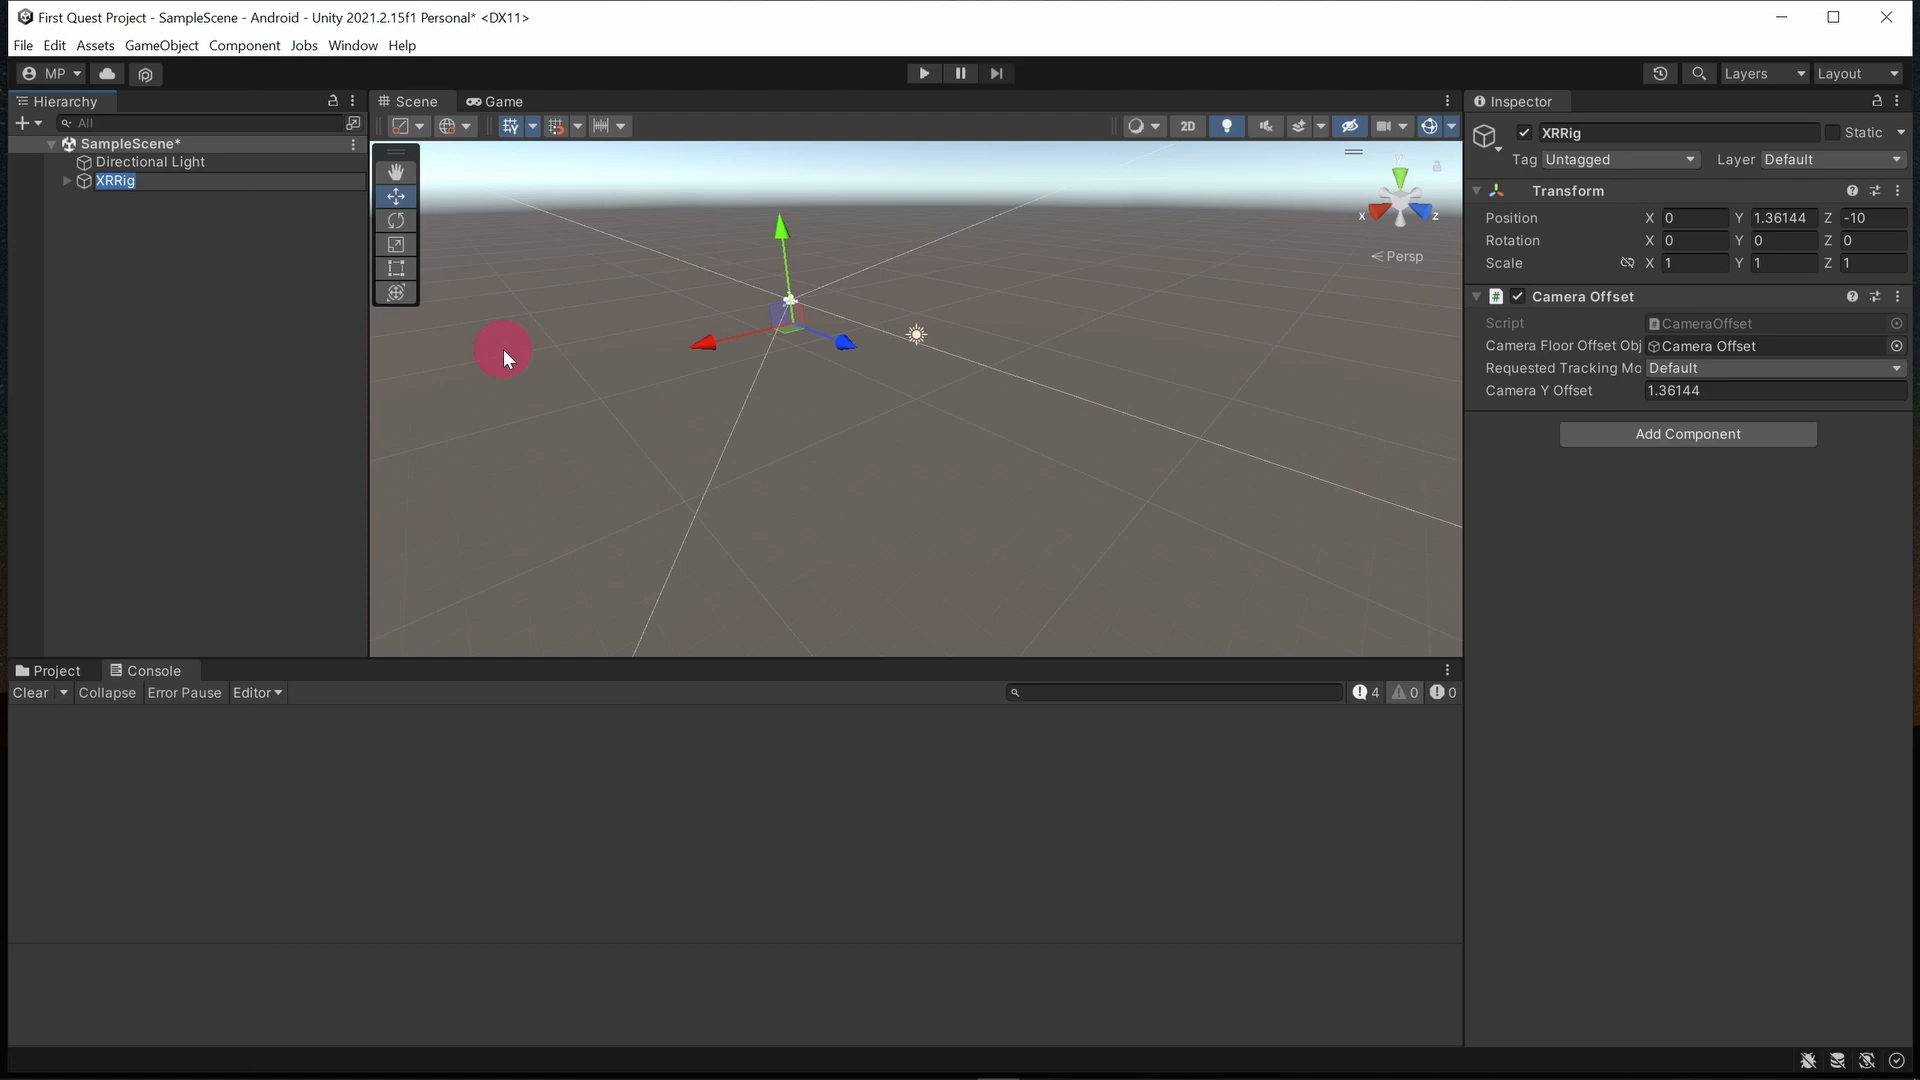 First Quest Project - SampleScene - Android - Unity 2021.2.15f1 Personal* <DX11>
File Edit Assets GameObject Component Jobs Window Help
MP
Layers Layout
Hierarchy
All
SampleScene*
Directional Light
XRRig
Scene Game
2D
x z
Persp
Inspector
XRRig Static
Tag Untagged Layer Default
Transform
Position X 0 Y 1.36144 Z -10
Rotation X 0 Y 0 Z 0
Scale X 1 Y 1 Z 1
Camera Offset
Script CameraOffset
Camera Floor Offset Obj Camera Offset
Requested Tracking Mo Default
Camera Y Offset 1.36144
Add Component
Project Console
Clear Collapse Error Pause Editor
4 0 0